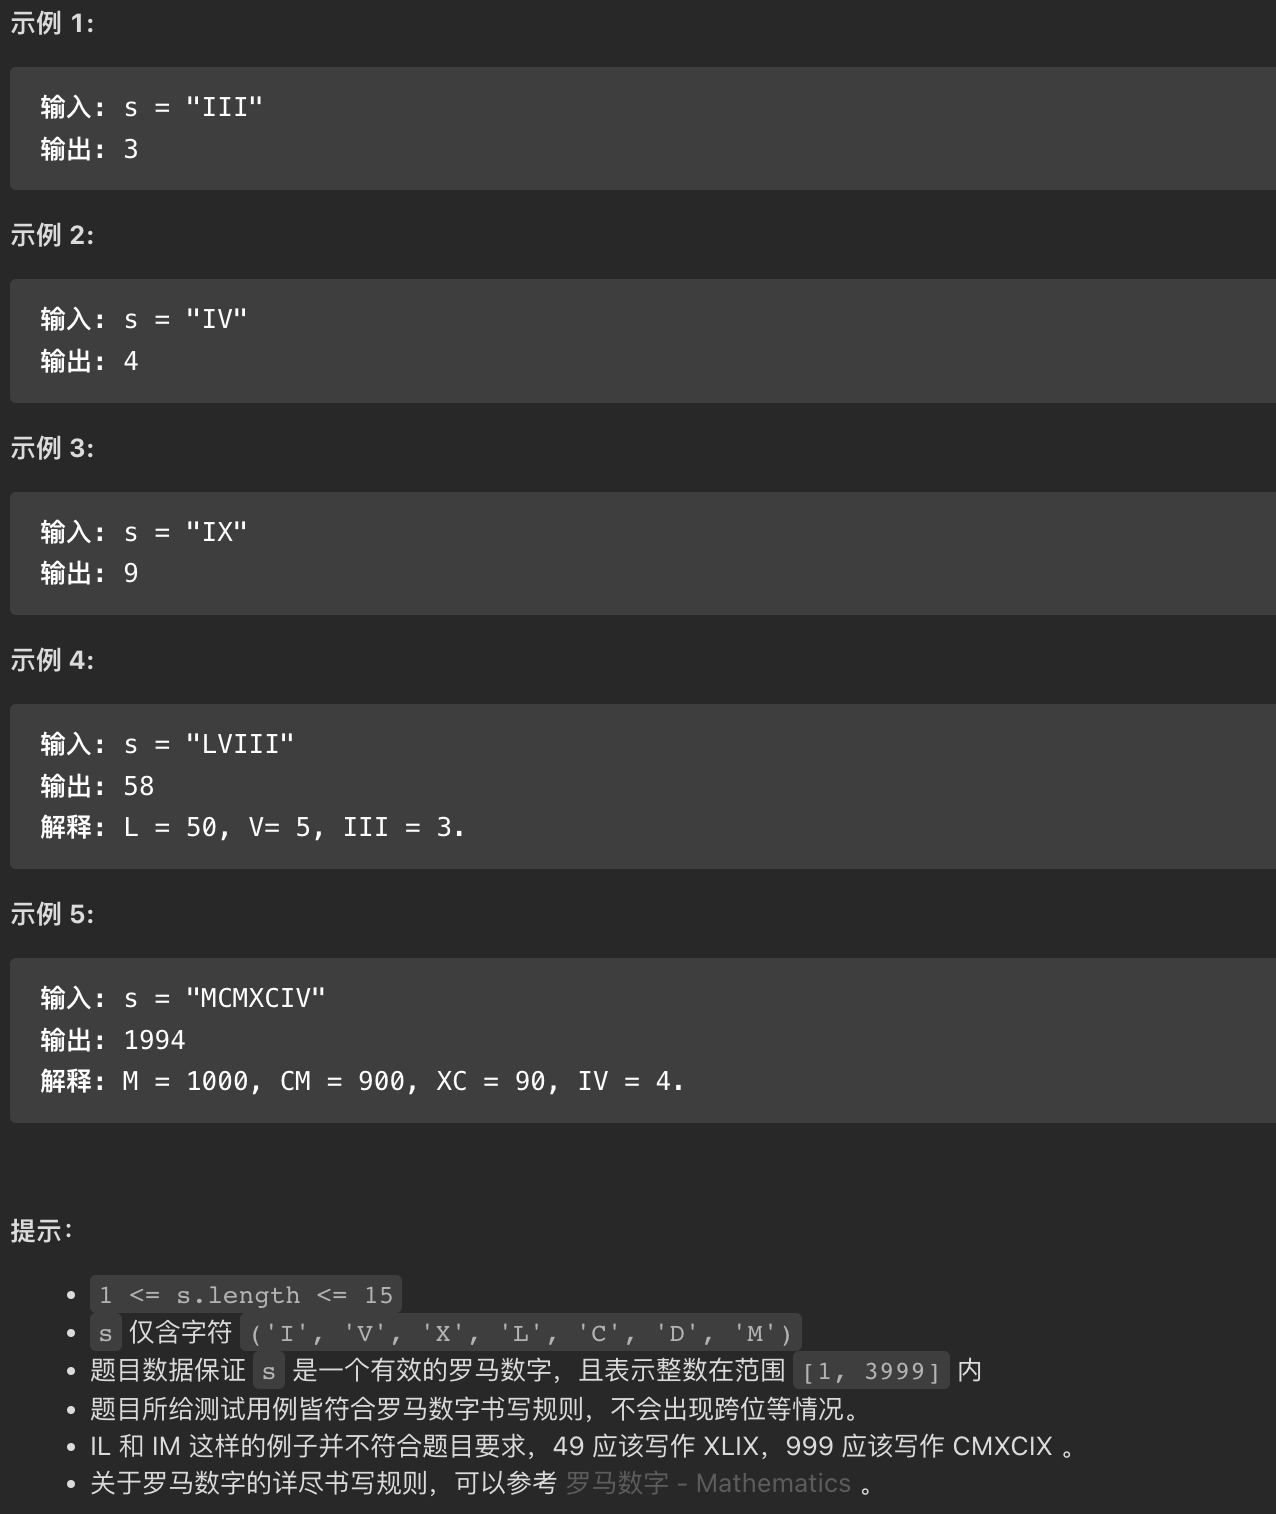 示例 1:
输入: s = "III"
输出: 3
示例 2:
输入: s = "IV"
输出: 4
示例 3:
输入: s = "IX"
输出: 9
示例 4:
输入: s = "LVIII"
输出: 58
解释: L = 50, V= 5, III = 3.
示例 5:
输入: s = "MCMXCIV"
输出: 1994
解释: M = 1000, CM = 900, XC = 90, IV = 4.
提示：
• 1 <= s.length <= 15
• s 仅含字符 ('I', 'V', 'X', 'L', 'C', 'D', 'M')
• 题目数据保证 s 是一个有效的罗马数字，且表示整数在范围 [1, 3999] 内
• 题目所给测试用例皆符合罗马数字书写规则，不会出现跨位等情况。
• IL 和 IM 这样的例子并不符合题目要求，49 应该写作 XLIX，999 应该写作 CMXCIX 。
• 关于罗马数字的详尽书写规则，可以参考 罗马数字 - Mathematics 。